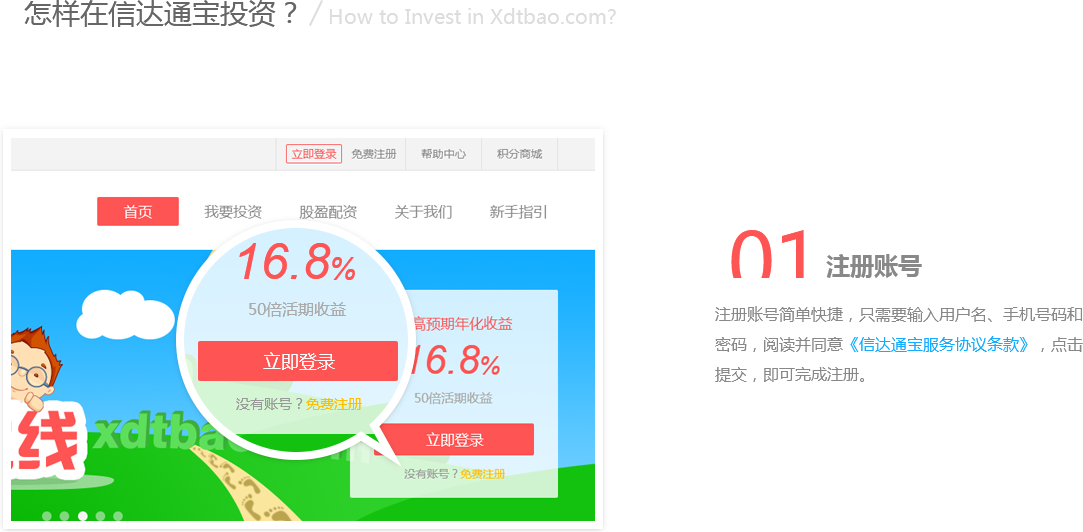 怎样在信达通宝投资？ / How to Invest in Xdtbao.com?
立即登录 免费注册 帮助中心 积分商城
首页 我要投资 股盈配资 关于我们 新手指引
16.8%
50倍活期收益
立即登录
没有账号？免费注册
高预期年化收益
16.8%
50倍活期收益
立即登录
没有账号？免费注册
线
xdtbao
01 注册账号
注册账号简单快捷，只需要输入用户名、手机号码和
密码，阅读并同意《信达通宝服务协议条款》，点击
提交，即可完成注册。